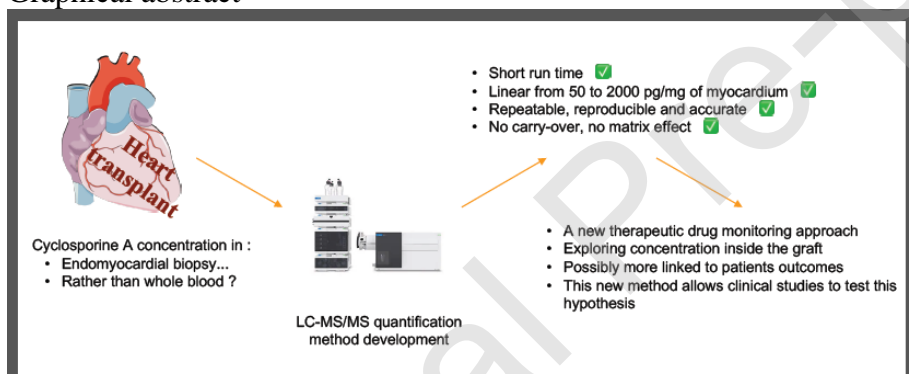 Graphical abstract
Heart
transplant
Cyclosporine A concentration in :
• Endomyocardial biopsy...
• Rather than whole blood ?
LC-MS/MS quantification
method development
• Short run time ✅
• Linear from 50 to 2000 pg/mg of myocardium ✅
• Repeatable, reproducible and accurate ✅
• No carry-over, no matrix effect ✅
• A new therapeutic drug monitoring approach
• Exploring concentration inside the graft
• Possibly more linked to patients outcomes
• This new method allows clinical studies to test this
hypothesis
al Pre-p